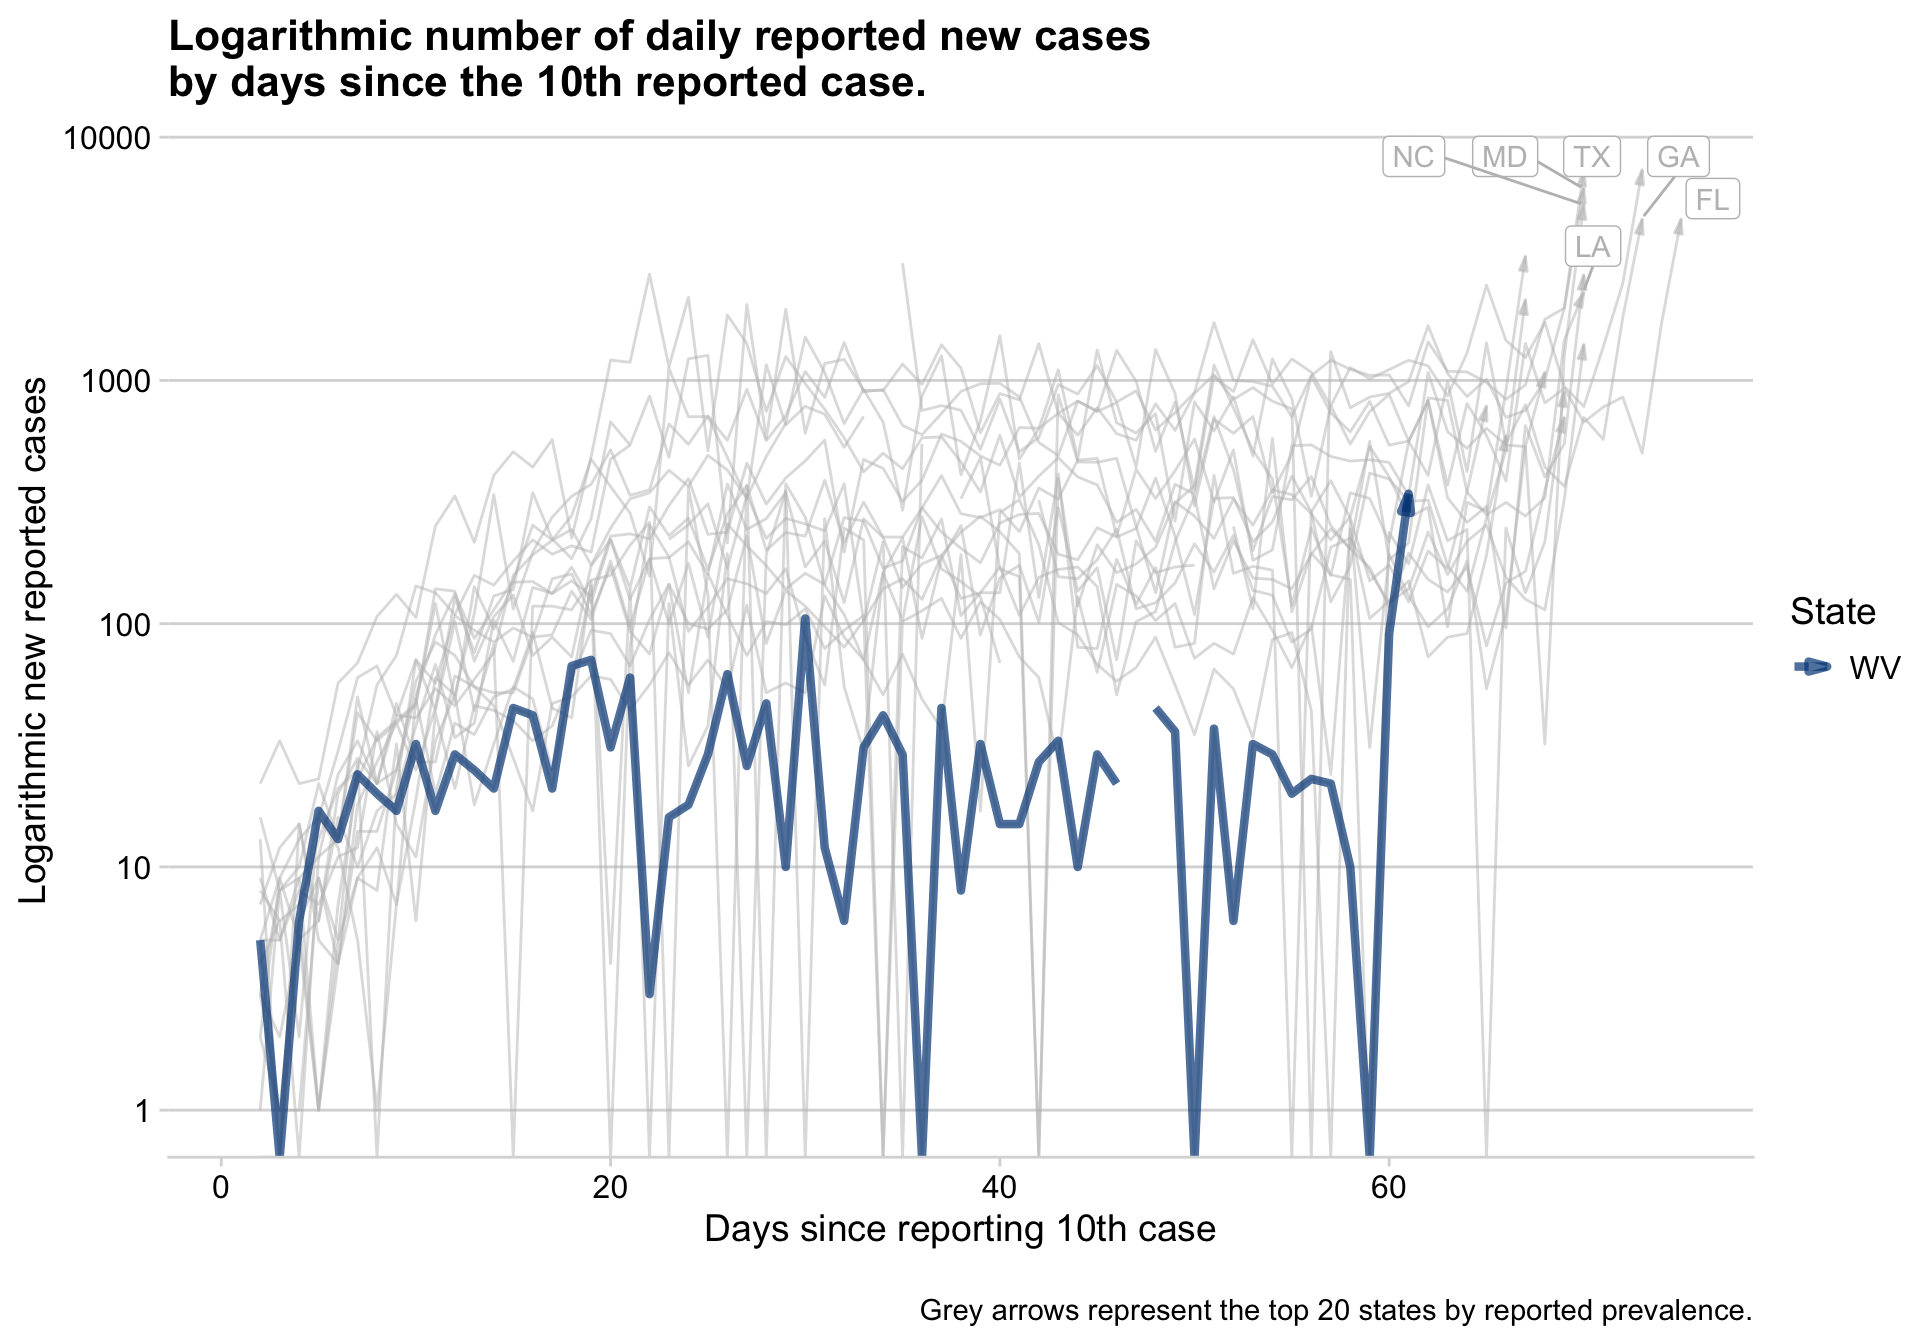 Logarithmic number of daily reported new cases
by days since the 10th reported case.
10000
1000
100
10
1
Logarithmic new reported cases
NC
MD
TX
GA
FL
LA
State
WV
0
20
40
60
Days since reporting 10th case
Grey arrows represent the top 20 states by reported prevalence.